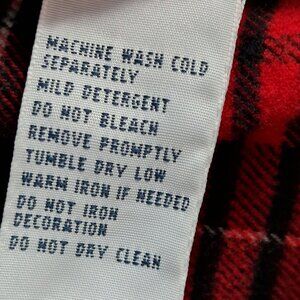 MACHINE WASH COLD
SEPARATELY
MILD DETERGENT
DO NOT BLEACH
REMOVE PROMPTLY
TUMBLE DRY LOW
WARM IRON IF NEEDED
DO NOT IRON
DECORATION
DO NOT DRY CLEAN